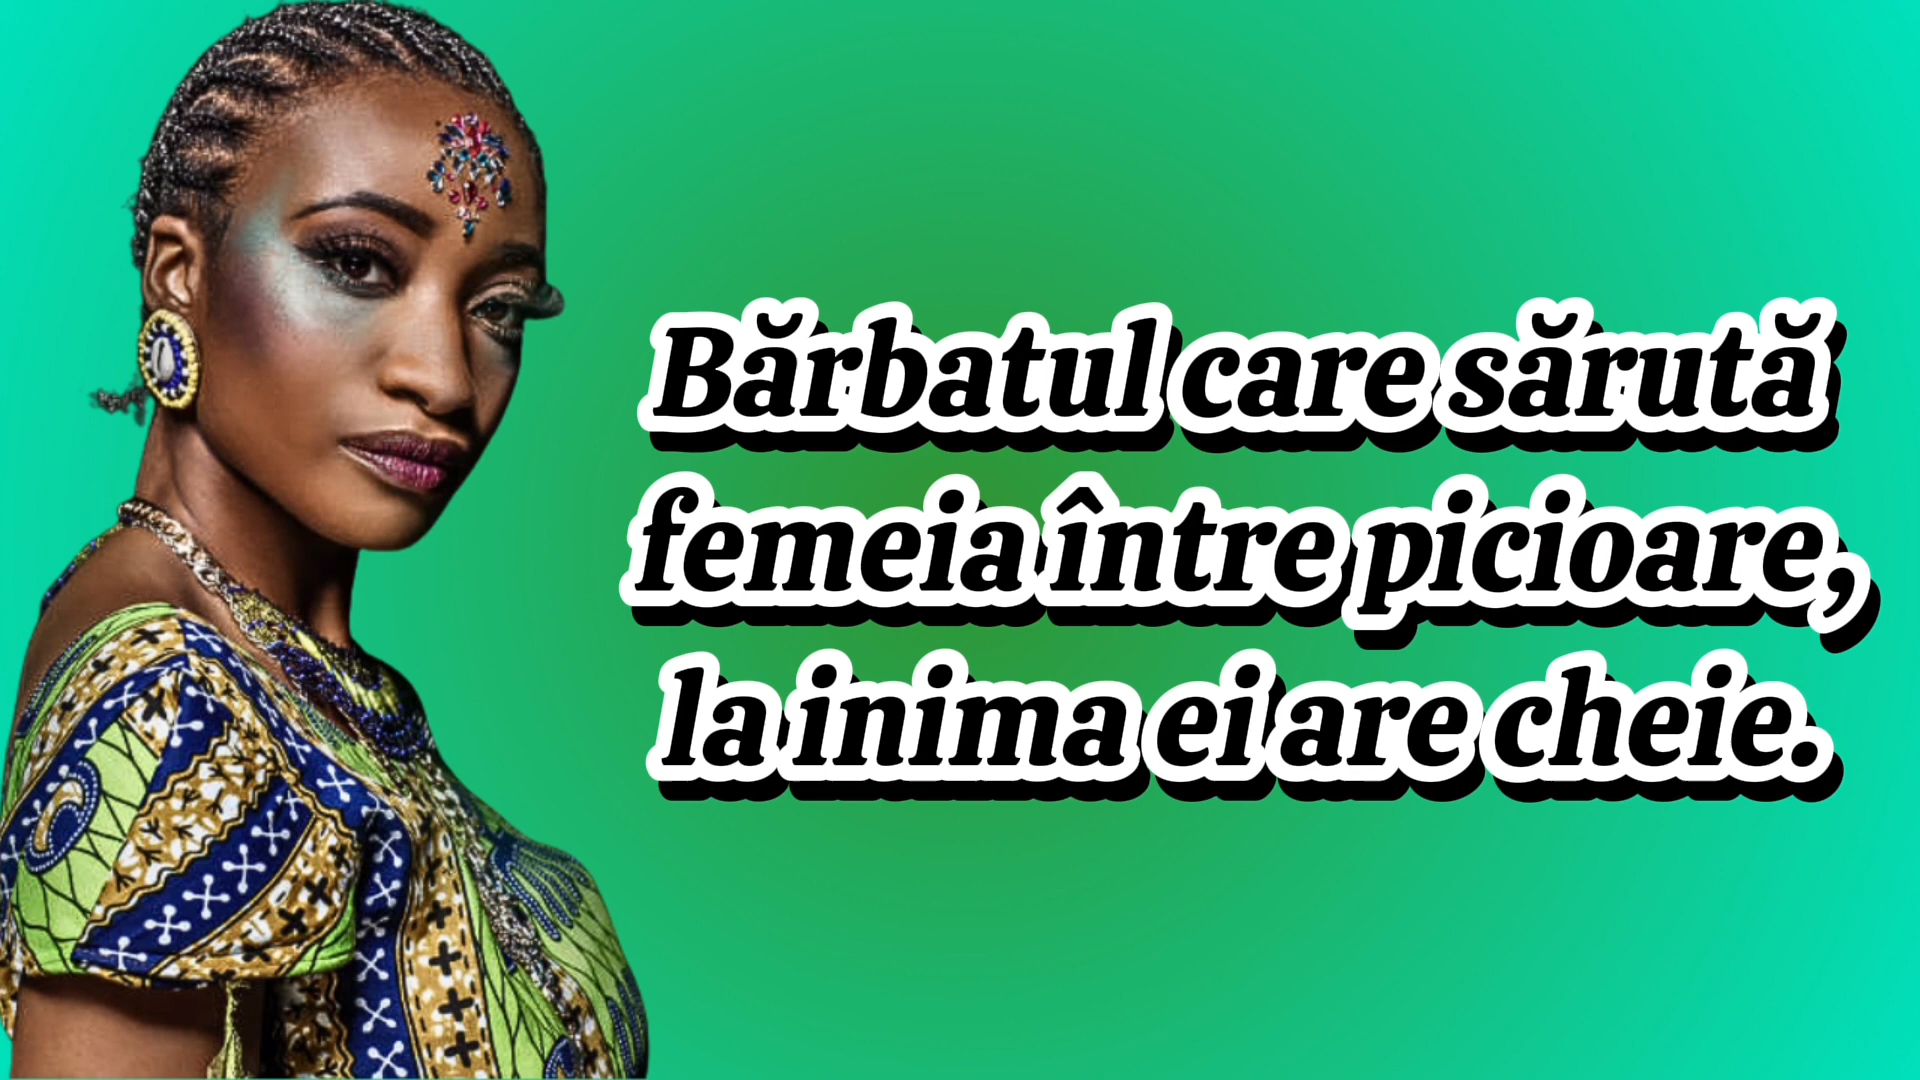 Bărbatul care sărută
femeia între picioare,
la inima ei are cheie.